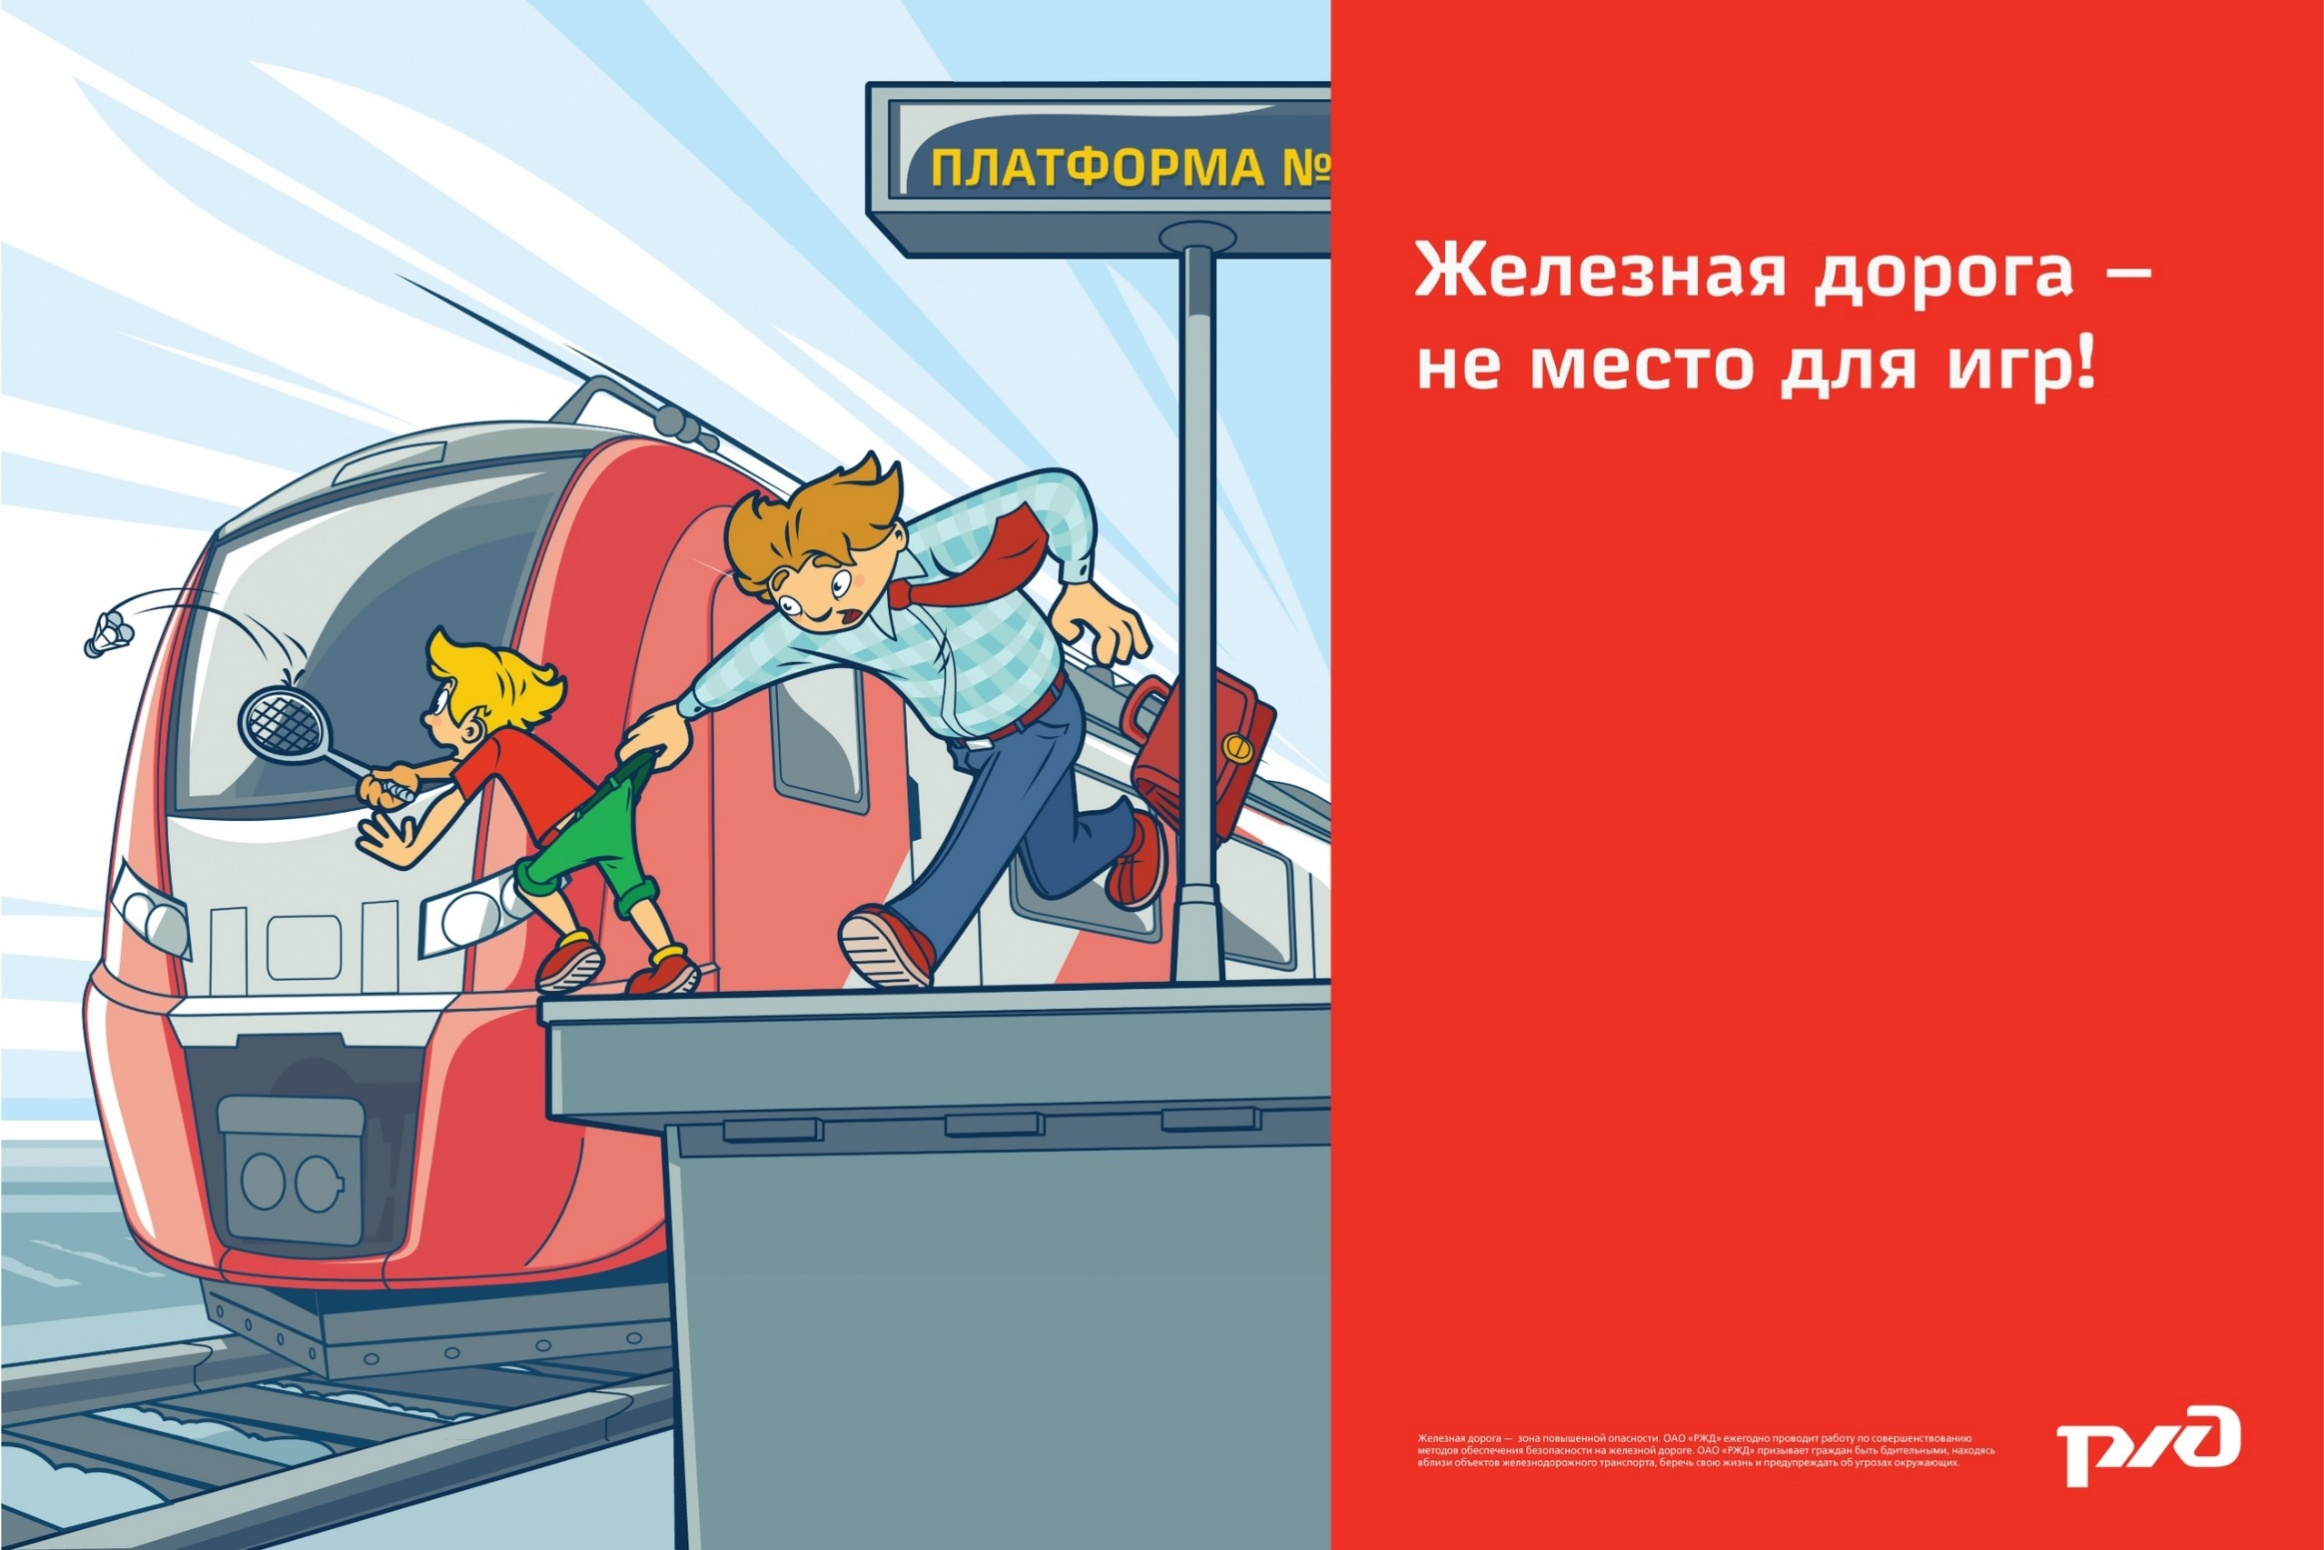 ПЛАТФОРМА №
Железная дорога –
не место для игр!
Железная дорога — зона повышенной опасности. ОАО «РЖД» ежегодно проводит работу по совершенствованию
методов обеспечения безопасности на железной дороге. ОАО «РЖД» призывает граждан быть бдительными, находясь
вблизи объектов железнодорожного транспорта, беречь свою жизнь и предупреждать об угрозах окружающих.
РЖД